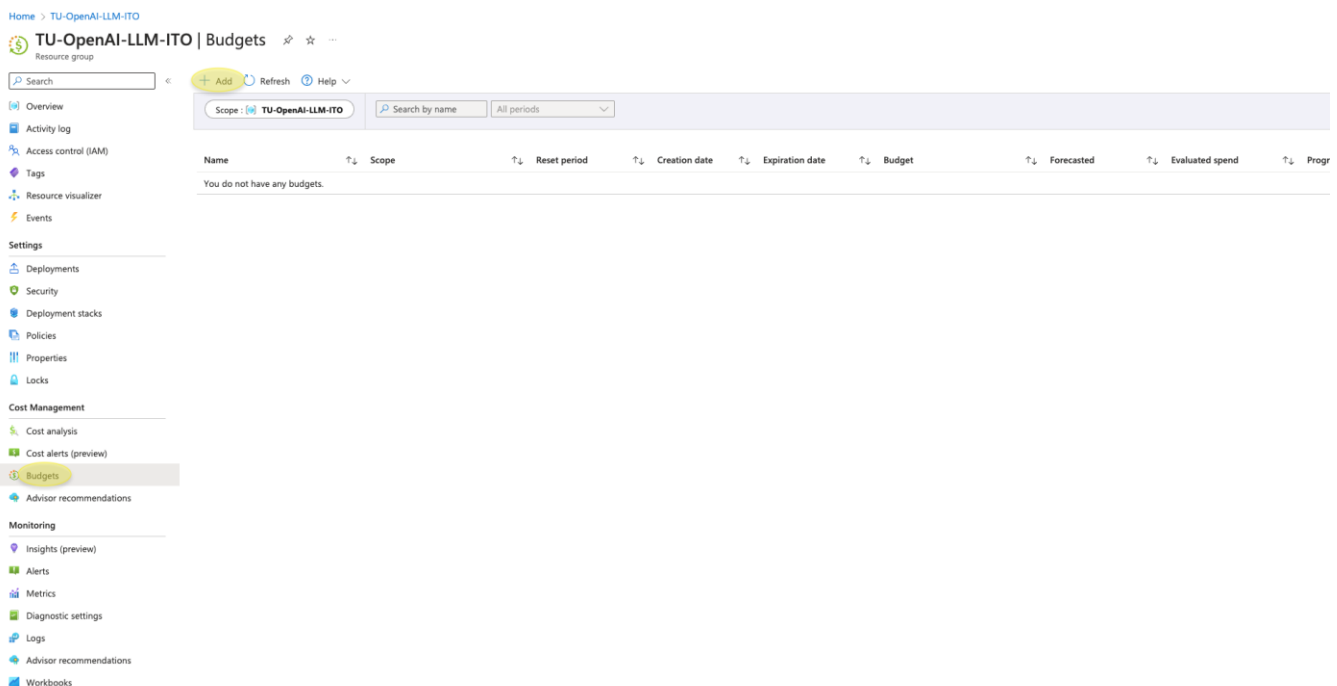 Home > TU-OpenAI-LLM-ITO
TU-OpenAI-LLM-ITO | Budgets
Resource group
Search
Overview
Activity log
Access control (IAM)
Tags
Resource visualizer
Events
Settings
Deployments
Security
Deployment stacks
Policies
Properties
Locks
Cost Management
Cost analysis
Cost alerts (preview)
Budgets
Advisor recommendations
Monitoring
Insights (preview)
Alerts
Metrics
Diagnostic settings
Logs
Advisor recommendations
Workbooks
+ Add Refresh Help
Scope : TU-OpenAI-LLM-ITO Search by name All periods
Name Scope Reset period Creation date Expiration date Budget Forecasted Evaluated spend Progr
You do not have any budgets.